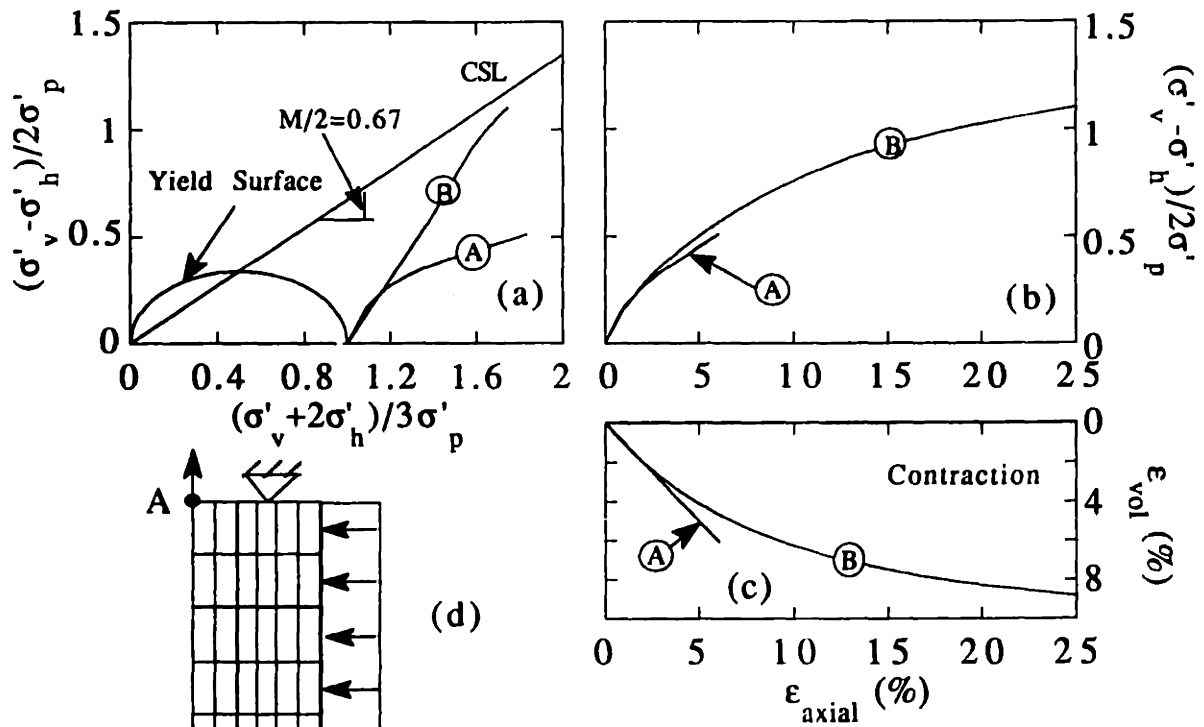 1.5
1
0.5
0
(σ'v - σ'h)/2σ'p
CSL
M/2=0.67
Yield Surface
B
A
(a)
0 0.4 0.8 1.2 1.6 2
(σ'v+2σ'h)/3σ'p
1.5
1
0.5
0
(σ'v - σ'h)/2σ'p
B
A
(b)
0 5 10 15 20 25
A
(d)
0
4
8
εvol (%)
Contraction
A
B
(c)
0 5 10 15 20 25
εaxial (%)